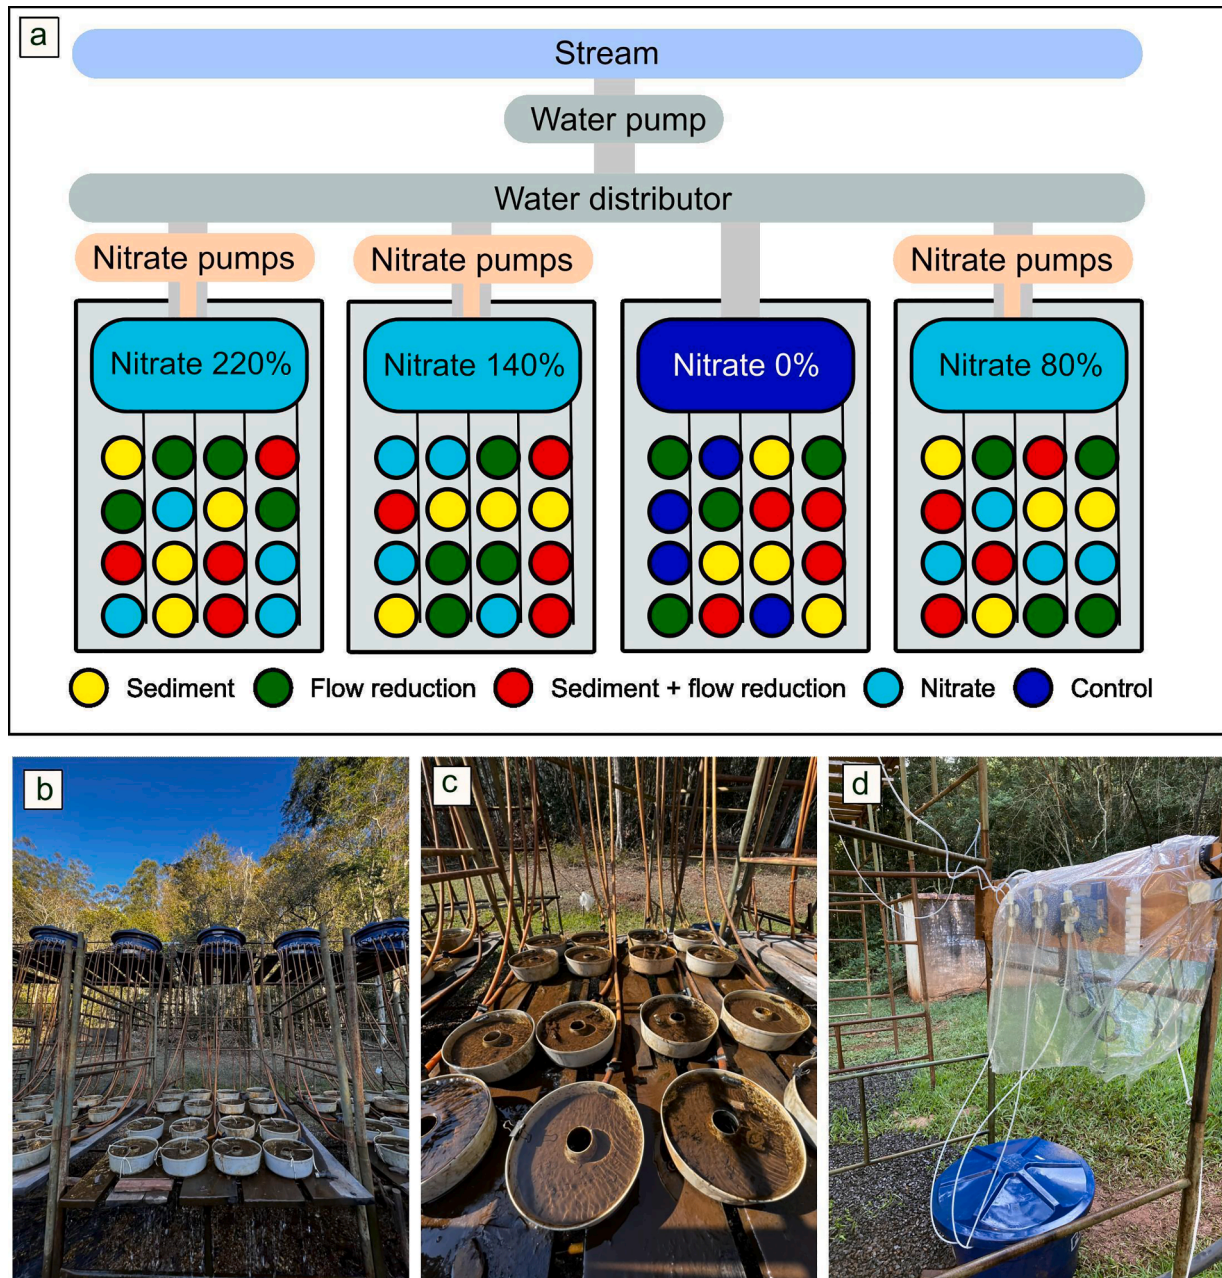 a
Stream
Water pump
Water distributor
Nitrate pumps Nitrate pumps Nitrate pumps
Nitrate 220% Nitrate 140% Nitrate 0% Nitrate 80%
Sediment Flow reduction Sediment + flow reduction Nitrate Control
b
c
d